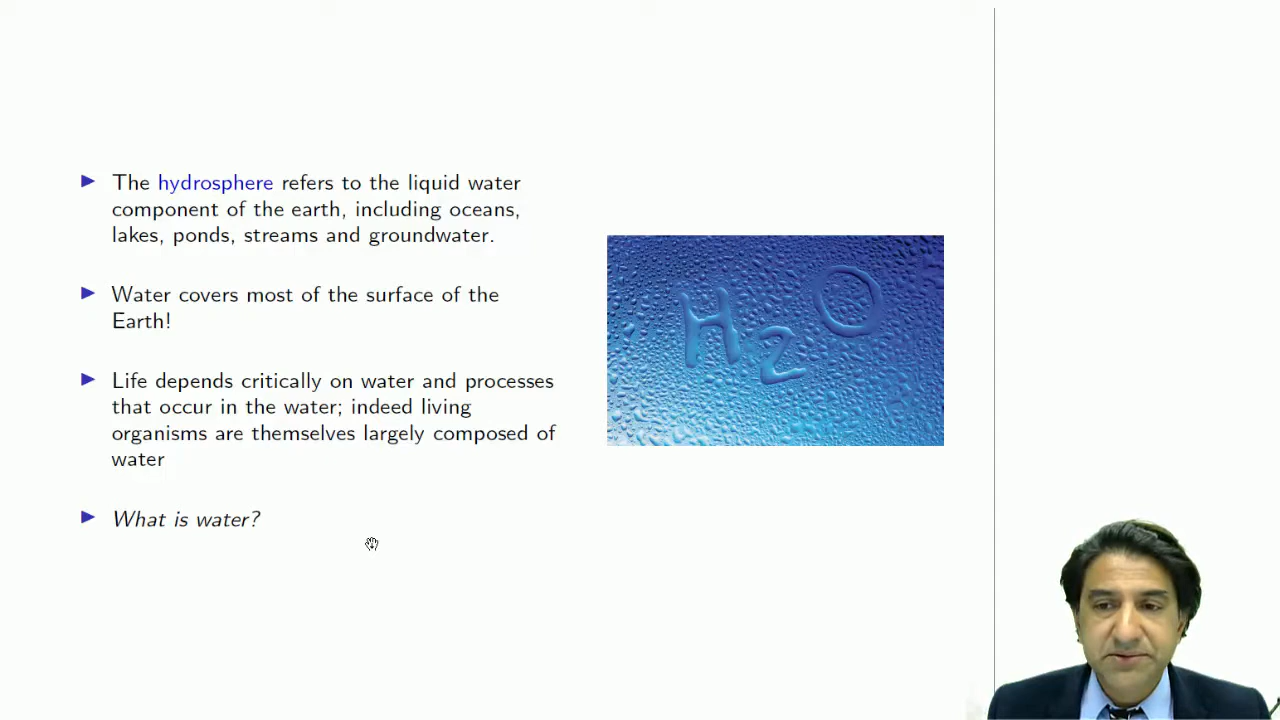 The hydrosphere refers to the liquid water
component of the earth, including oceans,
lakes, ponds, streams and groundwater.
Water covers most of the surface of the
Earth!
Life depends critically on water and processes
that occur in the water; indeed living
organisms are themselves largely composed of
water
What is water?
H2O